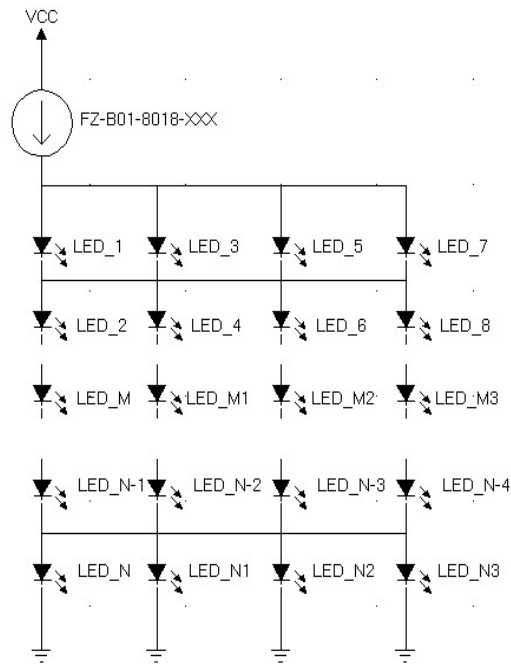 VCC
FZ-B01-8018-XXX
LED_1 LED_3 LED_5 LED_7
LED_2 LED_4 LED_6 LED_8
LED_M LED_M1 LED_M2 LED_M3
LED_N-1 LED_N-2 LED_N-3 LED_N-4
LED_N LED_N1 LED_N2 LED_N3